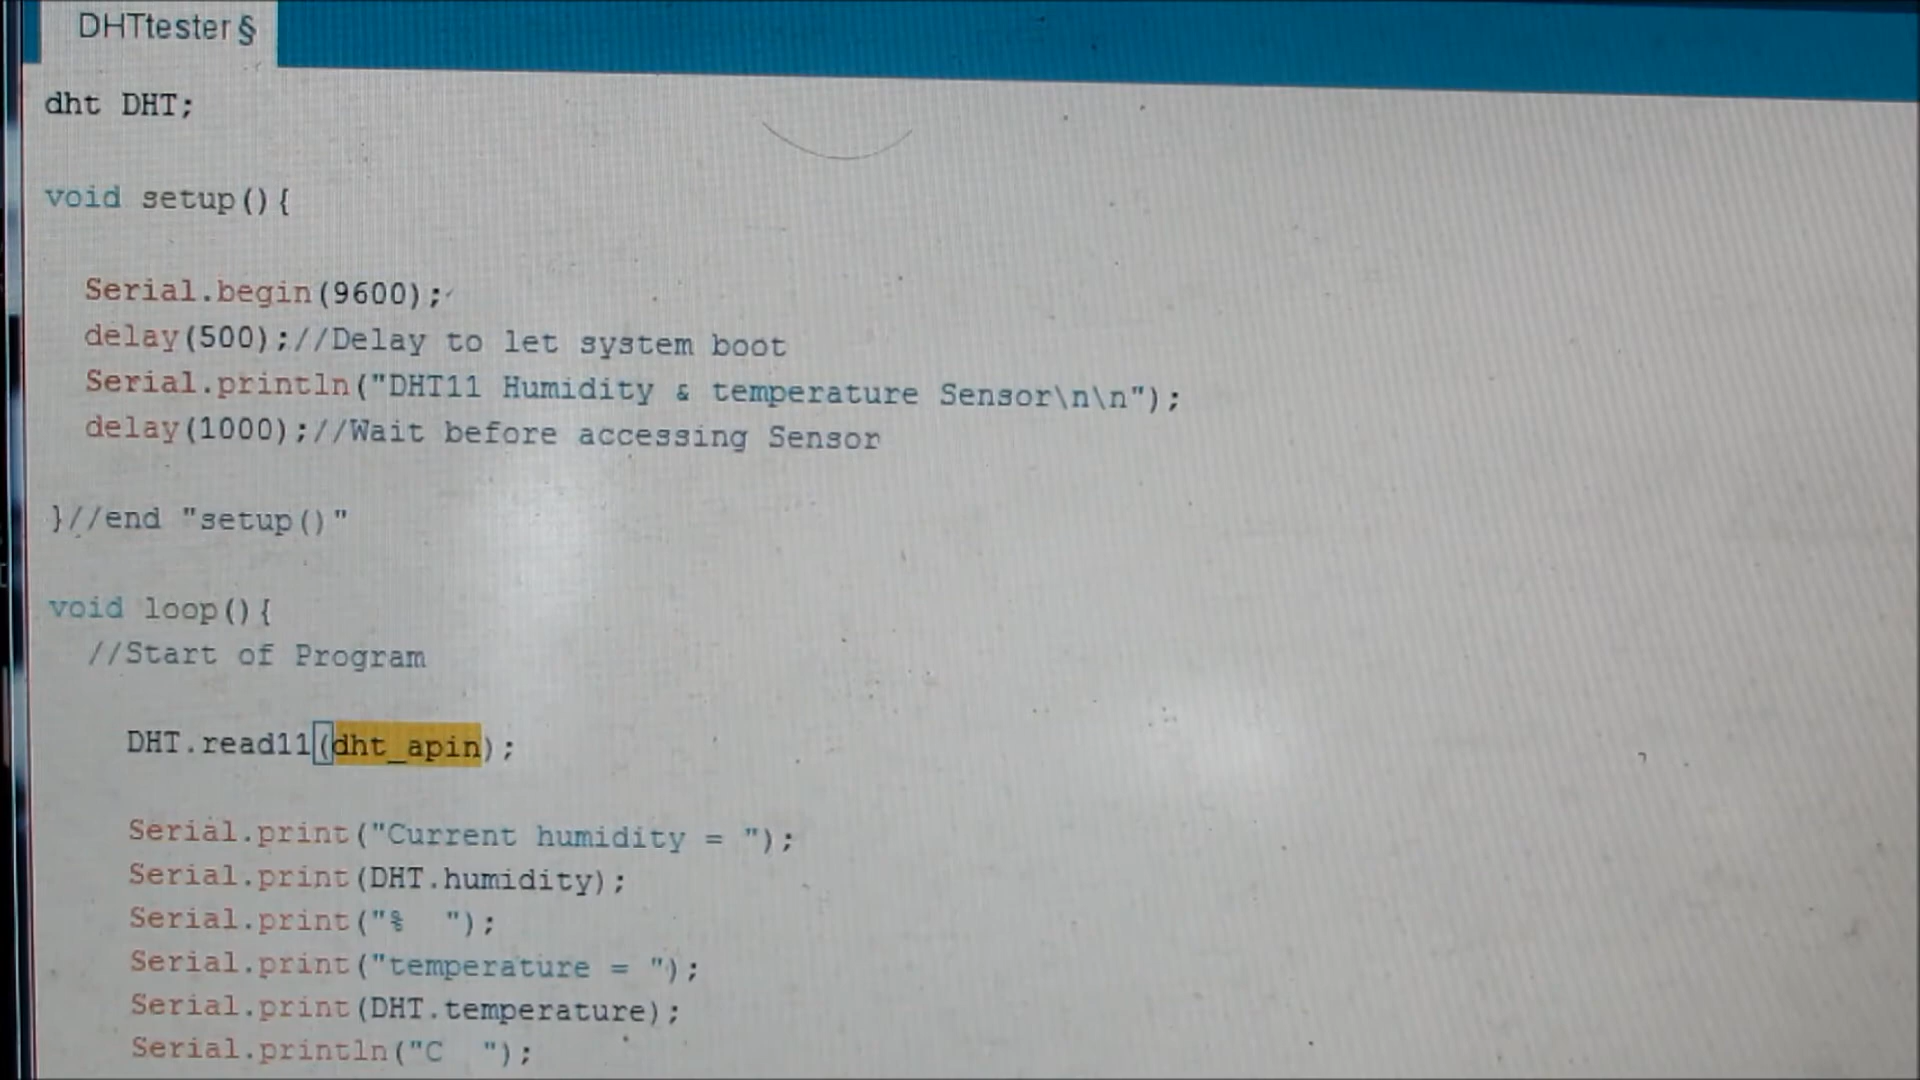 DHTtester §
dht DHT;
void setup(){
Serial.begin(9600);
delay(500);//Delay to let system boot
Serial.println("DHT11 Humidity & temperature Sensor\n\n");
delay(1000);//Wait before accessing Sensor
}//end "setup()"
void loop(){
//Start of Program
DHT.read11(dht_apin);
Serial.print("Current humidity = ");
Serial.print(DHT.humidity);
Serial.print("%  ");
Serial.print("temperature = ");
Serial.print(DHT.temperature);
Serial.println("C  ");